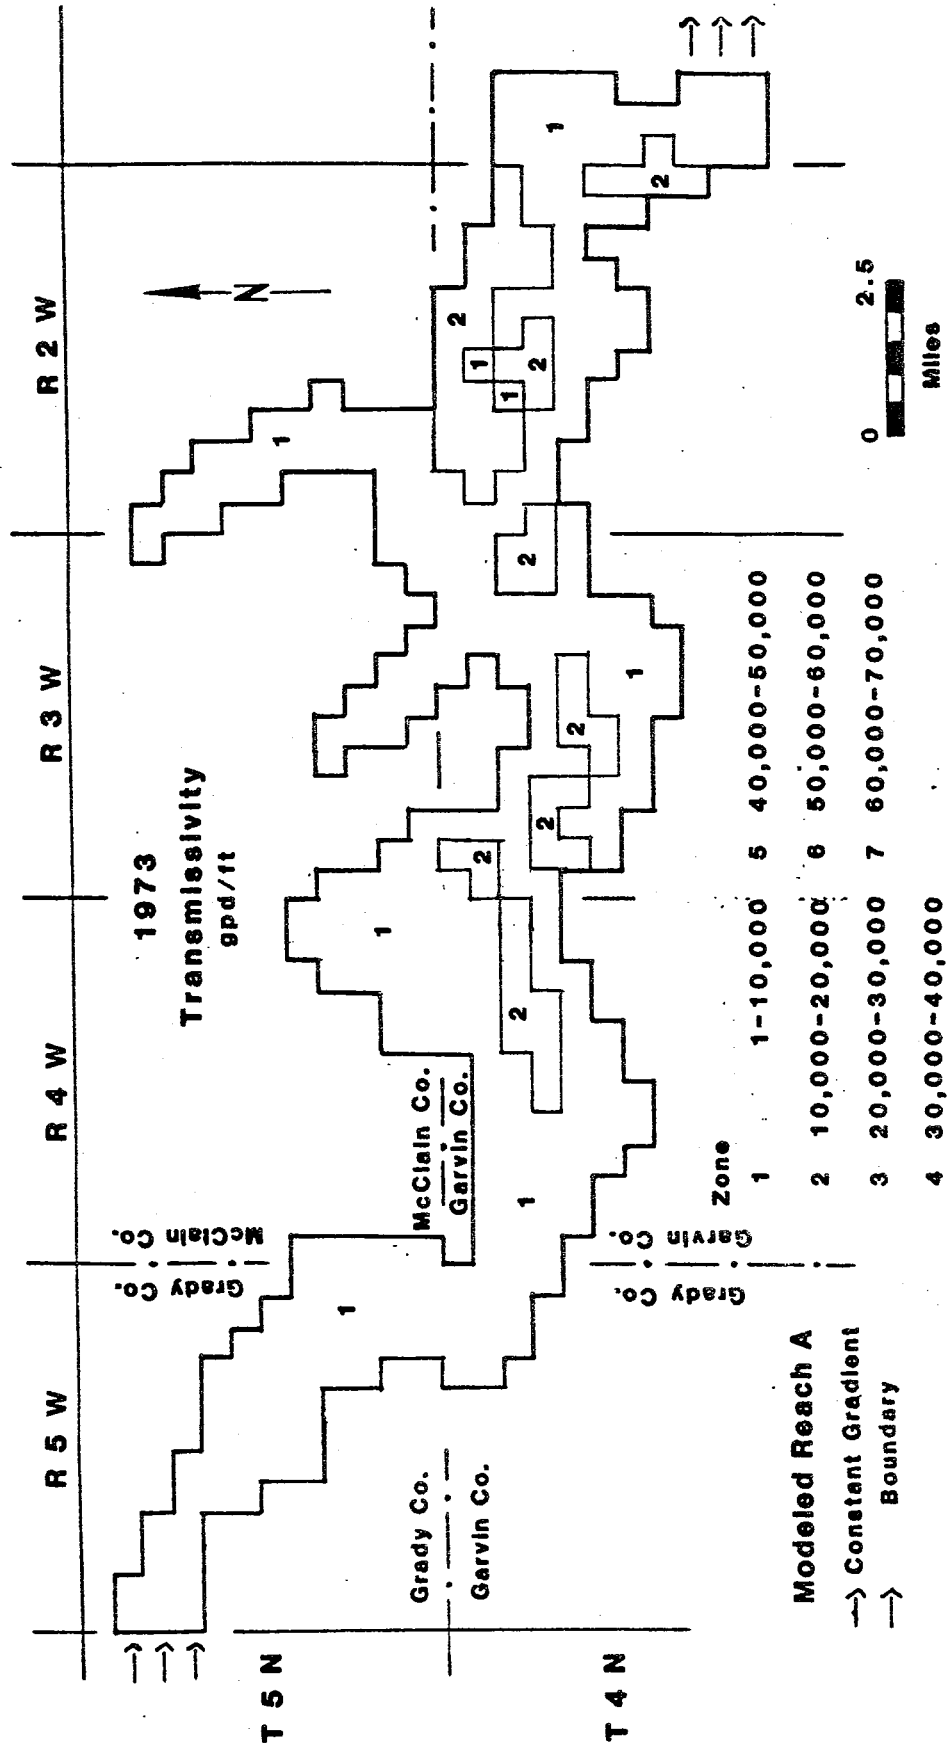 R 5 W
R 4 W
R 3 W
R 2 W
1973
Transmissivity
gpd/ft
N
T 5 N
T 4 N
Grady Co.
McClain Co.
McClain Co.
Garvin Co.
Grady Co.
Garvin Co.
Grady Co.
Garvin Co.
1
1
1
1
1
1
1
1
2
2
2
2
2
2
2
2
1
Modeled Reach A
Constant Gradient
Boundary
Zone
1 1-10,000 5 40,000-50,000
2 10,000-20,000 6 50,000-60,000
3 20,000-30,000 7 60,000-70,000
4 30,000-40,000
0 2.5
Miles